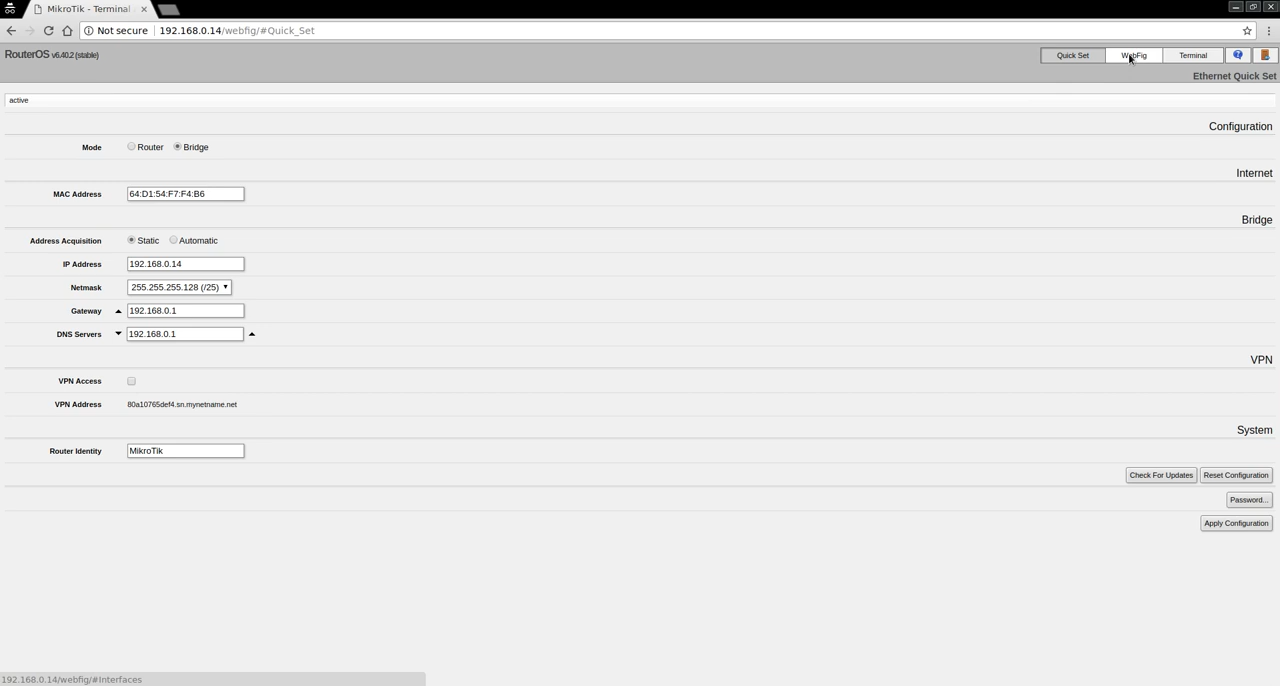 MikroTik - Terminal
Not secure 192.168.0.14/webfig/#Quick_Set
RouterOS v6.40.2 (stable)
Quick Set WebFig Terminal
Ethernet Quick Set
active
Configuration
Mode Router Bridge
Internet
MAC Address 64:D1:54:F7:F4:B6
Bridge
Address Acquisition Static Automatic
IP Address 192.168.0.14
Netmask 255.255.255.128 (/25)
Gateway 192.168.0.1
DNS Servers 192.168.0.1
VPN
VPN Access
VPN Address 80a10765def4.sn.mynetname.net
System
Router Identity MikroTik
Check For Updates Reset Configuration
Password...
Apply Configuration
192.168.0.14/webfig/#Interfaces